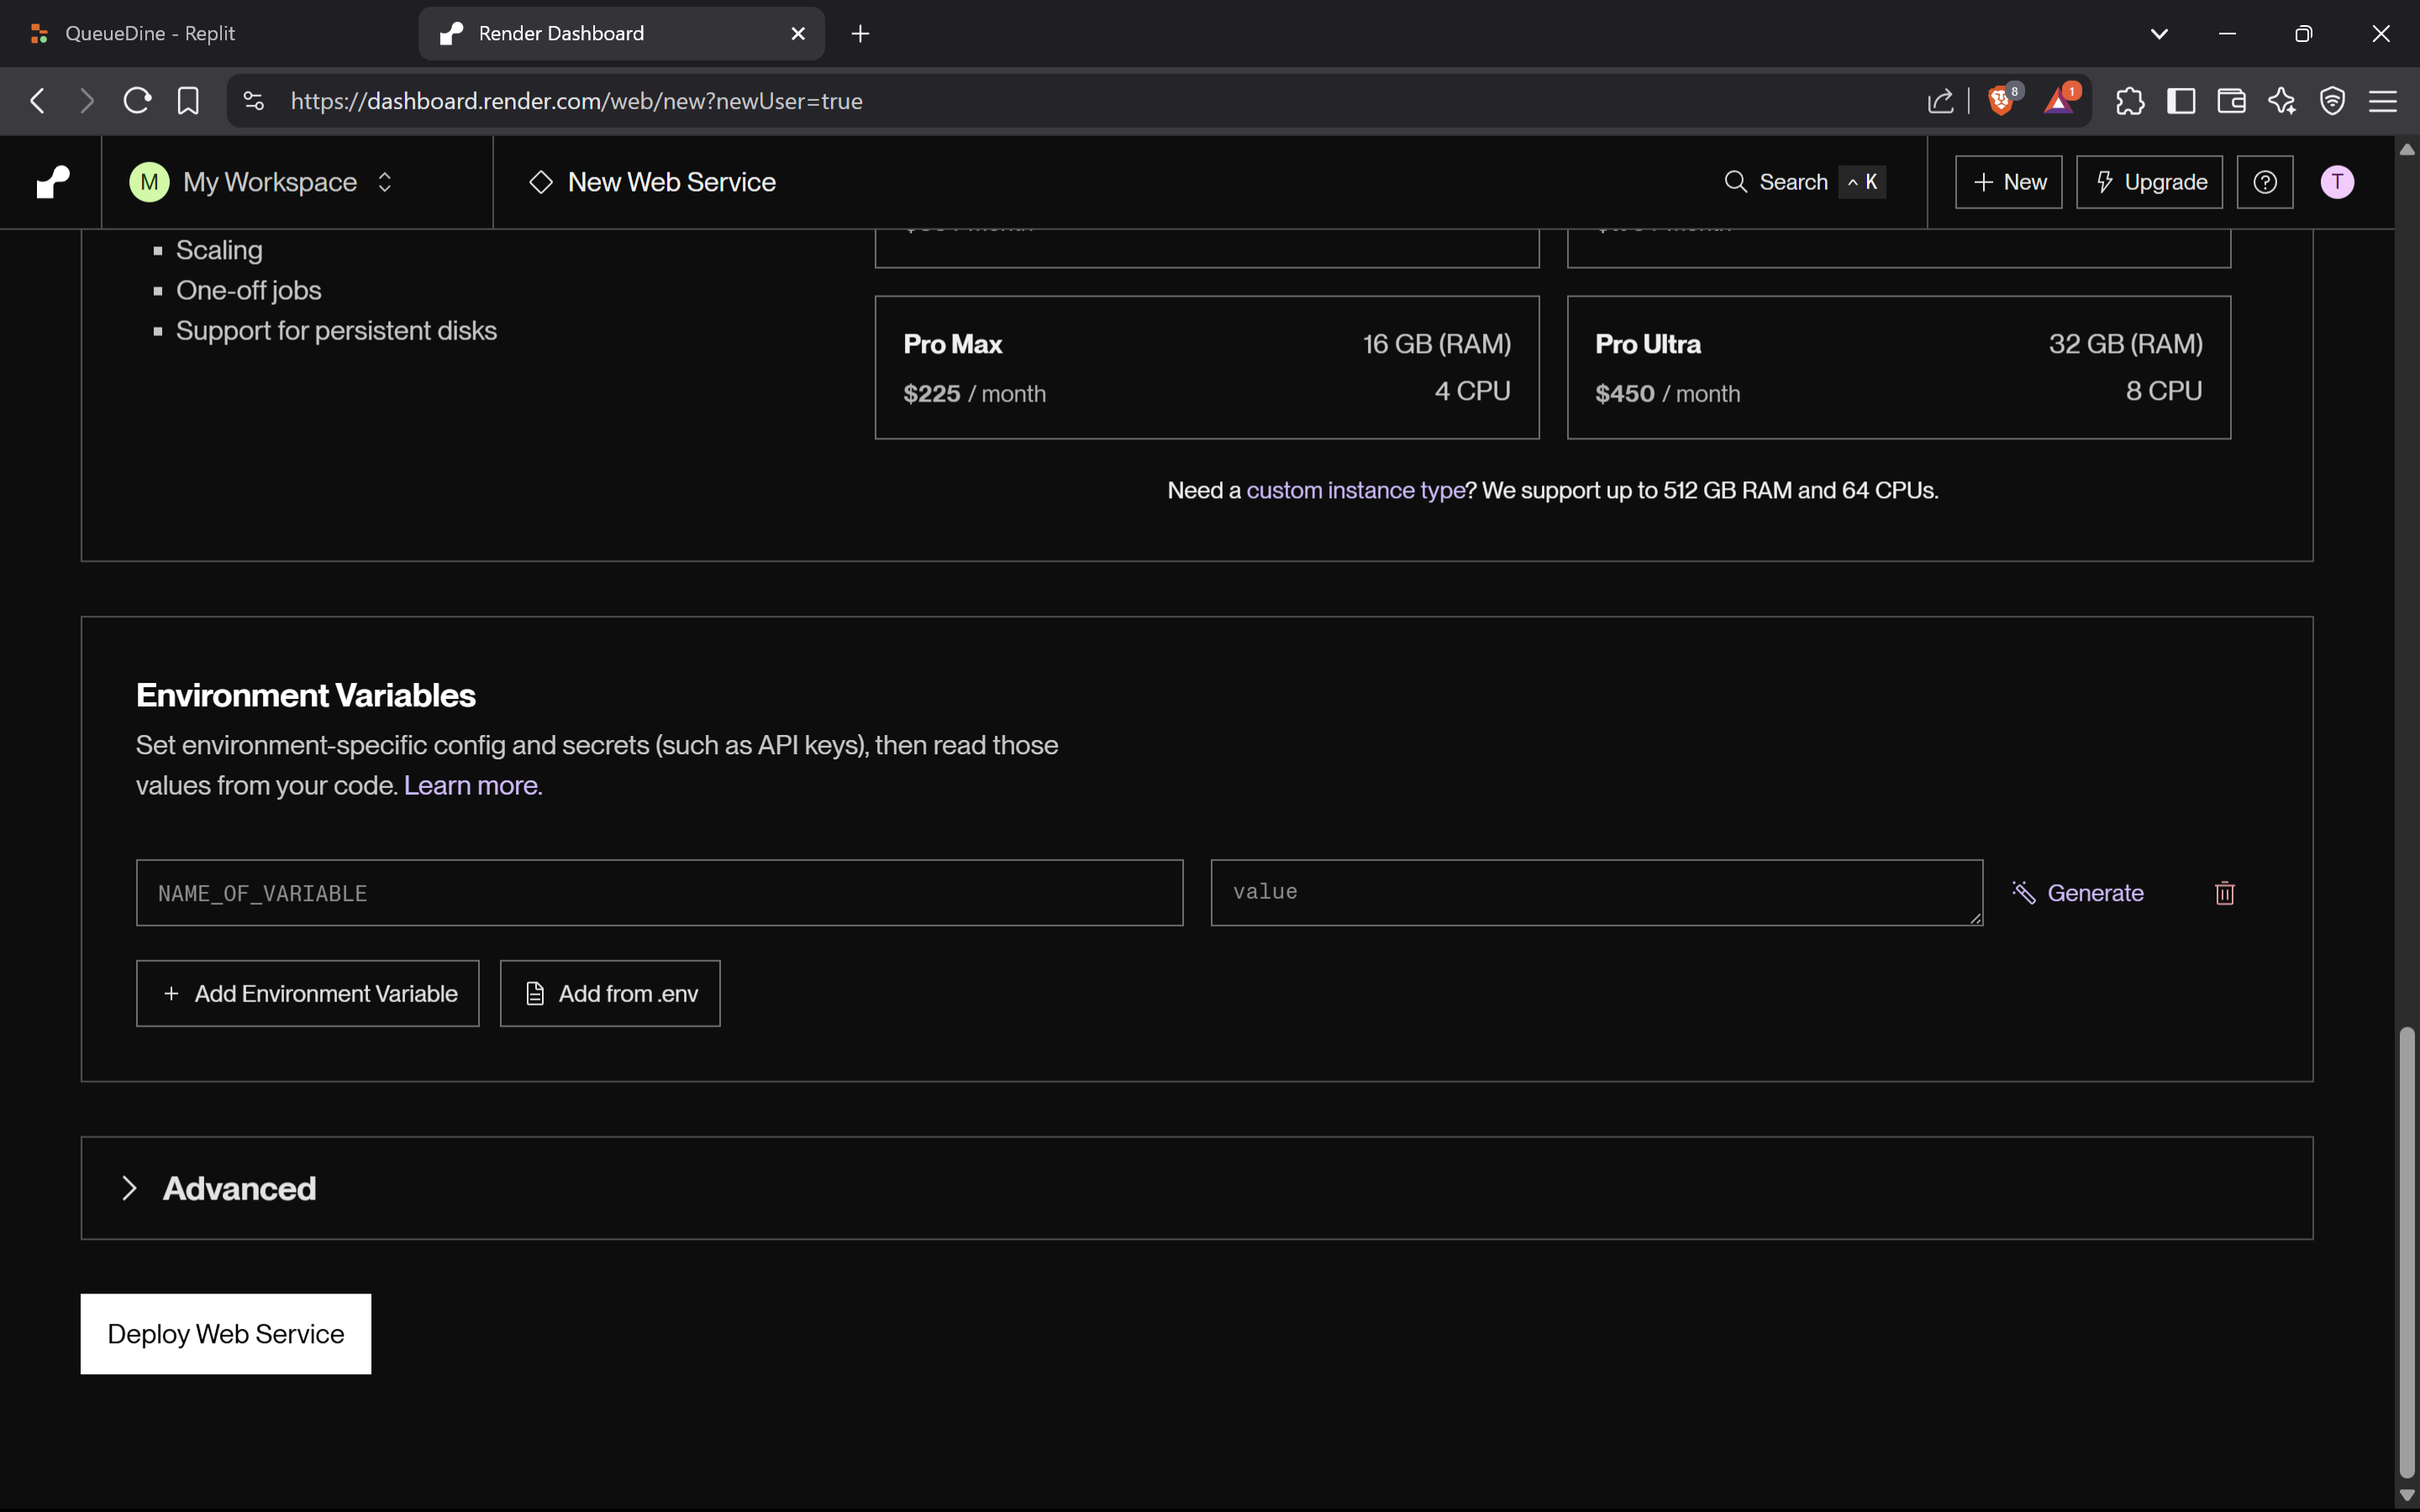 QueueDine - Replit
Render Dashboard
https://dashboard.render.com/web/new?newUser=true
8
1
M My Workspace
New Web Service
Search ^ K
+ New
Upgrade
T
Scaling
One-off jobs
Support for persistent disks
Pro Max 16 GB (RAM)
$225 / month 4 CPU
Pro Ultra 32 GB (RAM)
$450 / month 8 CPU
Need a custom instance type? We support up to 512 GB RAM and 64 CPUs.
Environment Variables
Set environment-specific config and secrets (such as API keys), then read those
values from your code. Learn more.
NAME_OF_VARIABLE
value
Generate
+ Add Environment Variable
Add from .env
Advanced
Deploy Web Service